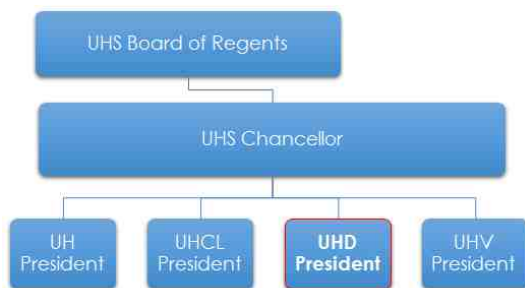 UHS Board of Regents
UHS Chancellor
UH
President
UHCL
President
UHD
President
UHV
President